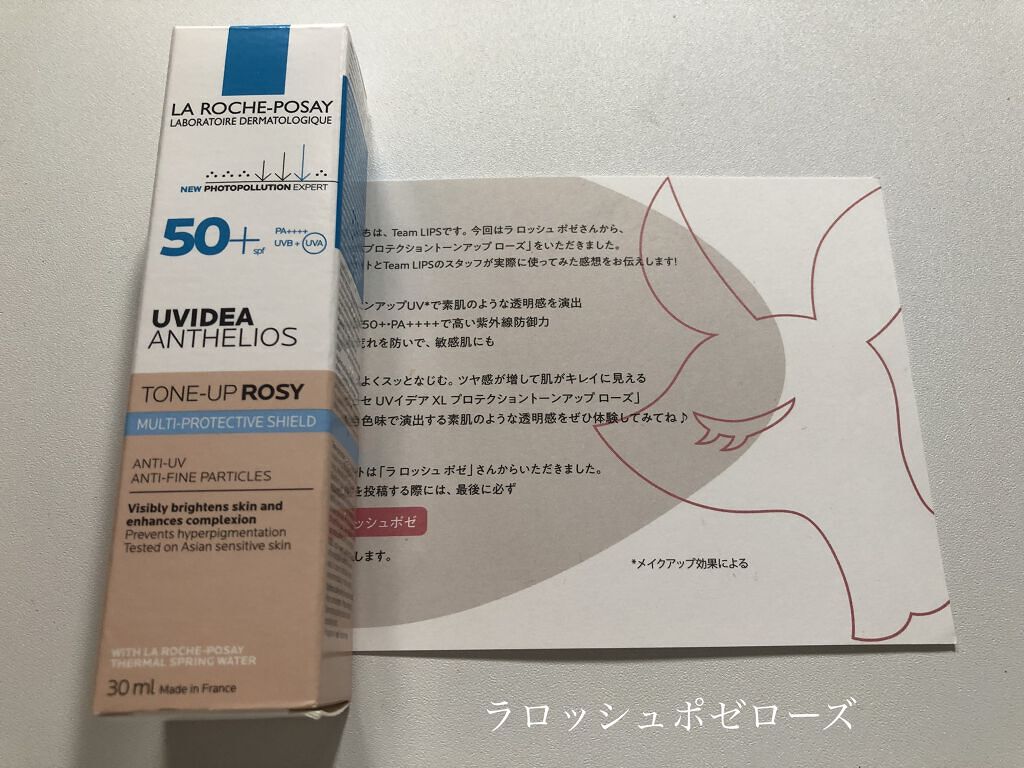 LA ROCHE-POSAY
LABORATOIRE DERMATOLOGIQUE
NEW PHOTOPOLLUTION EXPERT
50+ spf
PA++++
UVB + UVA
UVIDEA
ANTHELIOS
TONE-UP ROSY
MULTI-PROTECTIVE SHIELD
ANTI-UV
ANTI-FINE PARTICLES
Visibly brightens skin and
enhances complexion
Prevents hyperpigmentation
Tested on Asian sensitive skin
WITH LA ROCHE-POSAY
THERMAL SPRING WATER
30 ml Made in France
は、Team LIPSです。今回はラ ロッシュ ポゼさんから、
プロテクショントーンアップ ローズ」をいただきました。
トとTeam LIPSのスタッフが実際に使ってみた感想をお伝えします!
ンアップUV*で素肌のような透明感を演出
50+・PA++++で高い紫外線防御力
れを防いで、敏感肌にも
よくスッとなじむ。ツヤ感が増して肌がキレイに見える
セ UVイデア XL プロテクショントーンアップ ローズ」
色味で演出する素肌のような透明感をぜひ体験してみてね♪
トは「ラ ロッシュ ポゼ」さんからいただきました。
を投稿する際には、最後に必ず
ッシュポゼ
します。
*メイクアップ効果による
ラロッシュポゼローズ